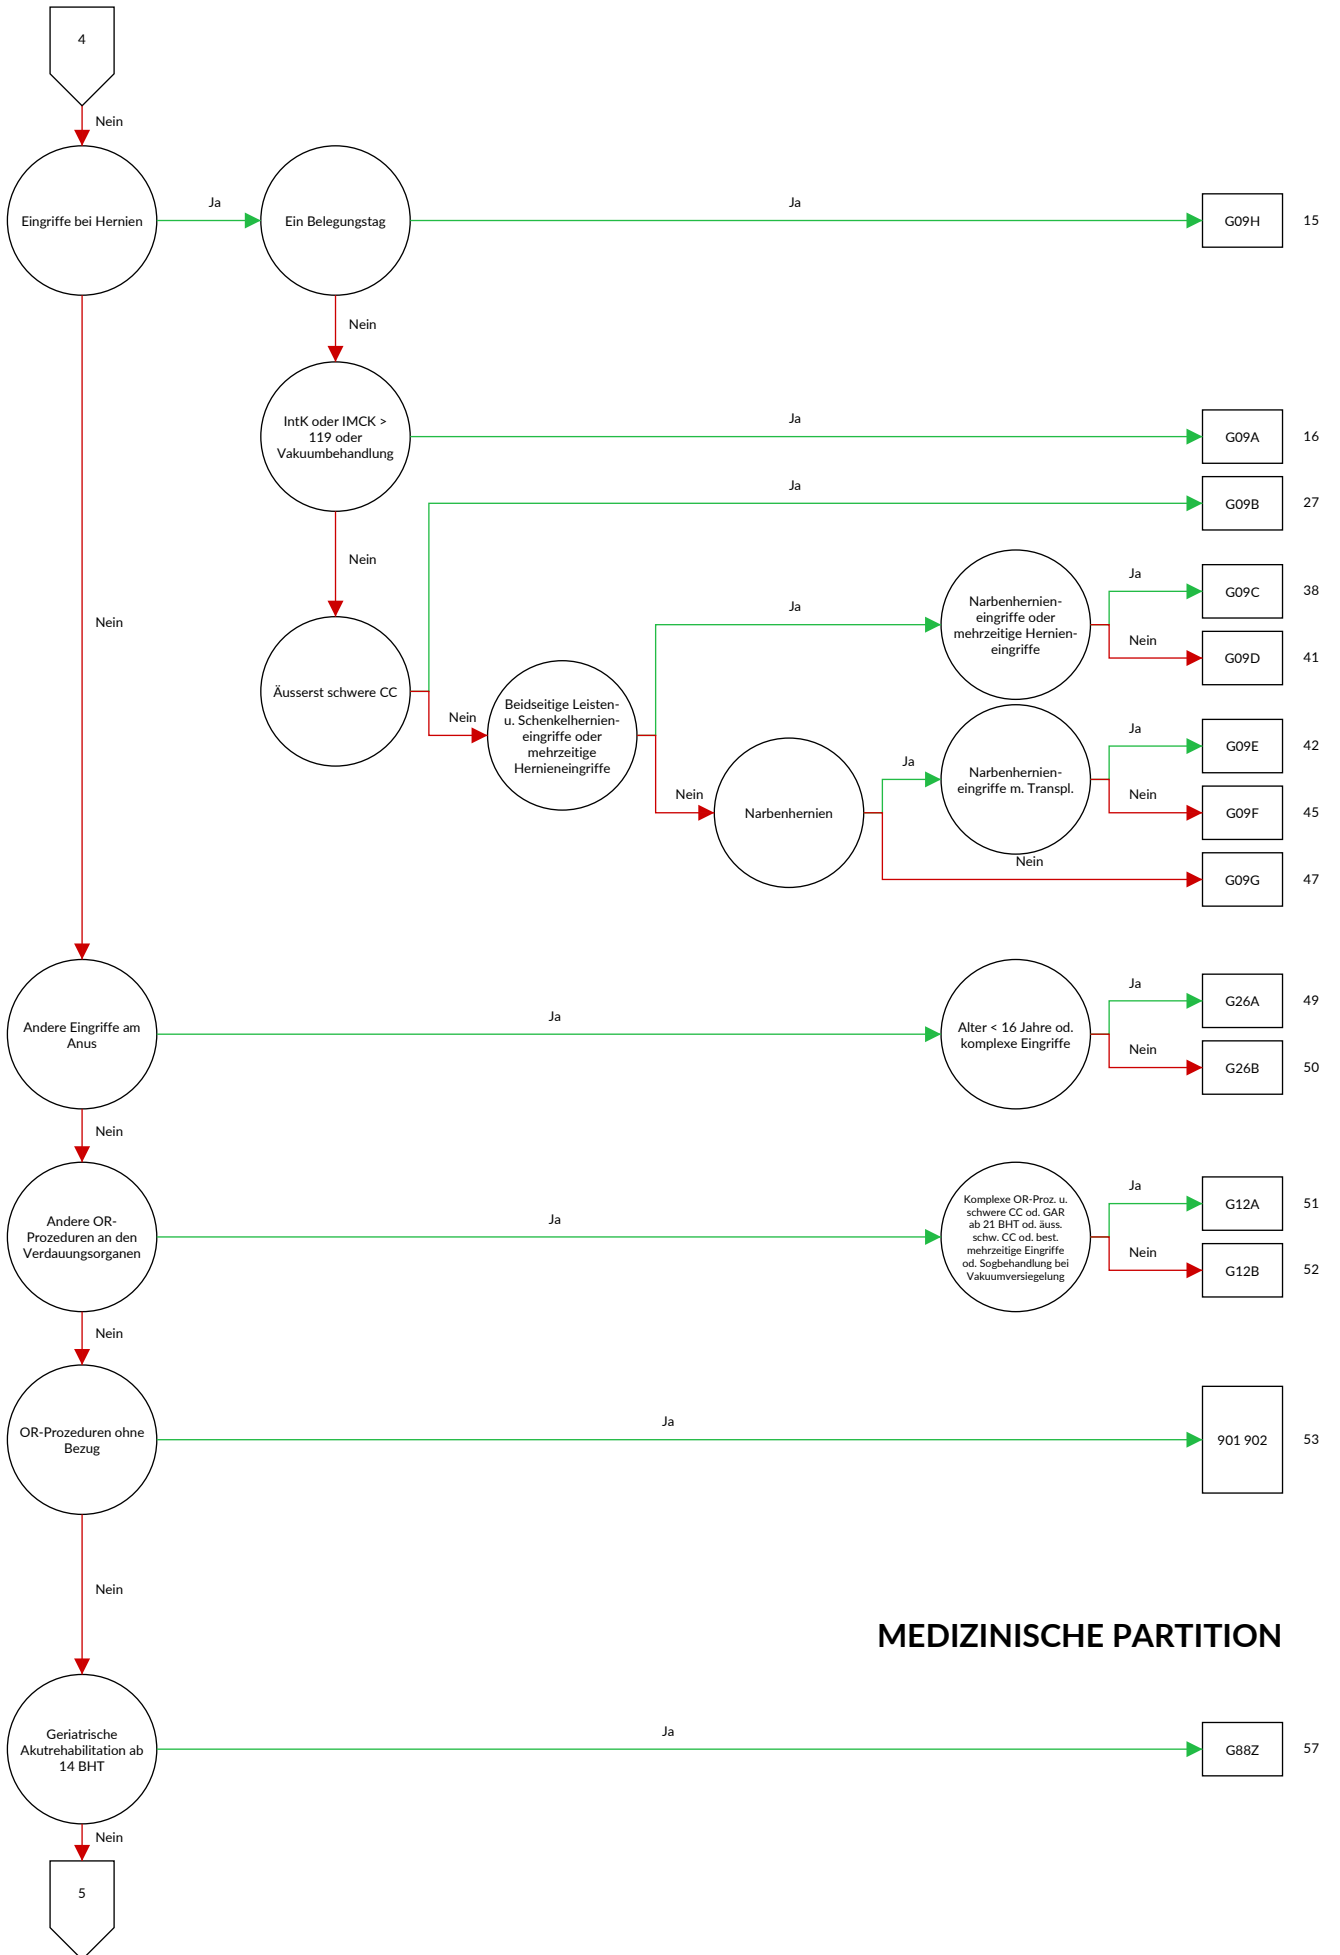 4
Nein
Eingriffe bei Hernien
Ja
Ein Belegungstag
Ja
G09H
15
Nein
IntK oder IMCK >
119 oder
Vakuumbehandlung
Ja
G09A
16
Ja
G09B
27
Nein
Äusserst schwere CC
Nein
Beidseitige Leisten-
u. Schenkelhernien-
eingriffe oder
mehrzeitige
Hernieneingriffe
Ja
Narbenhernien-
eingriffe oder
mehrzeitige Hernien-
eingriffe
Ja
G09C
38
Nein
G09D
41
Nein
Narbenhernien
Ja
Narbenhernien-
eingriffe m. Transpl.
Ja
G09E
42
Nein
G09F
45
Nein
G09G
47
Nein
Andere Eingriffe am
Anus
Ja
Alter < 16 Jahre od.
komplexe Eingriffe
Ja
G26A
49
Nein
G26B
50
Nein
Andere OR-
Prozeduren an den
Verdauungsorganen
Ja
Komplexe OR-Proz. u.
schwere CC od. GAR
ab 21 BHT od. äuss.
schw. CC od. best.
mehrzeitige Eingriffe
od. Sogbehandlung bei
Vakuumversiegelung
Ja
G12A
51
Nein
G12B
52
Nein
OR-Prozeduren ohne
Bezug
Ja
901 902
53
Nein
MEDIZINISCHE PARTITION
Geriatrische
Akutrehabilitation ab
14 BHT
Ja
G88Z
57
Nein
5